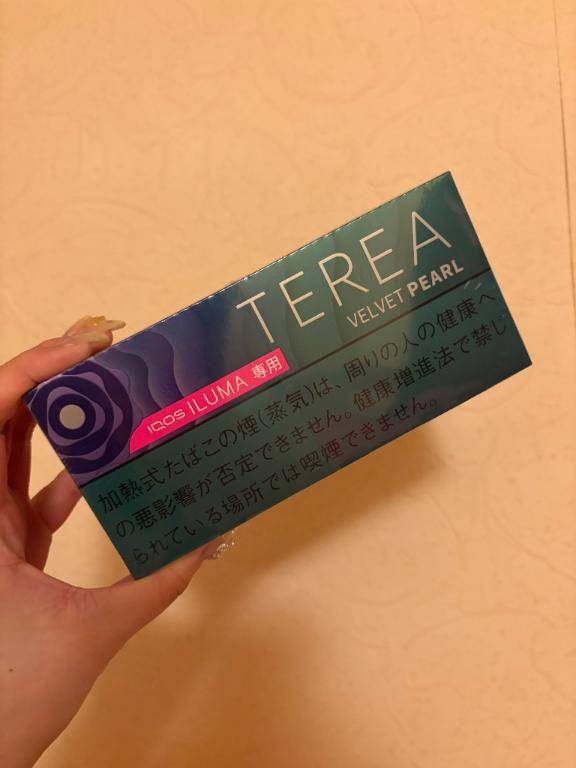 TEREA
VELVET PEARL
IQOS ILUMA 専用
加熱式たばこの煙(蒸気)は、周りの人の健康へ
の悪影響が否定できません。健康増進法で禁じ
られている場所では喫煙できません。